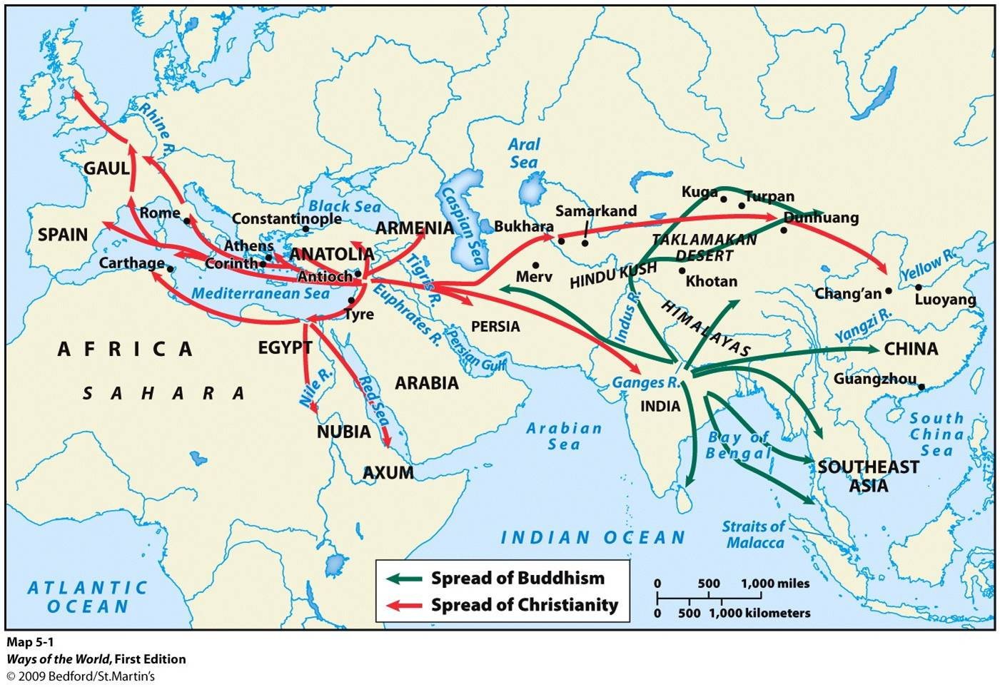 Rhine R.
GAUL
Aral
Sea
Black Sea
Caspian Sea
Kuga
Turpan
Rome
Constantinople
Samarkand
Dunhuang
SPAIN
ARMENIA
Bukhara
Athens
ANATOLIA
TAKLAMAKAN
DESERT
Carthage
Corinth
Antioch
Tigris R.
Merv
HINDU KUSH
Khotan
Yellow R.
Mediterranean Sea
Chang'an
Luoyang
Tyre
Euphrates R.
Indus R.
HIMALAYAS
Yangzi R.
PERSIA
AFRICA
EGYPT
Persian Gulf
CHINA
SAHARA
Nile R.
Red Sea
ARABIA
Ganges R.
Guangzhou
INDIA
NUBIA
Arabian
Sea
Bay of
Bengal
South
China
Sea
AXUM
SOUTHEAST
ASIA
INDIAN OCEAN
Straits of
Malacca
ATLANTIC
OCEAN
Spread of Buddhism
Spread of Christianity
0 500 1,000 miles
0 500 1,000 kilometers
Map 5-1
Ways of the World, First Edition
© 2009 Bedford/St.Martin's